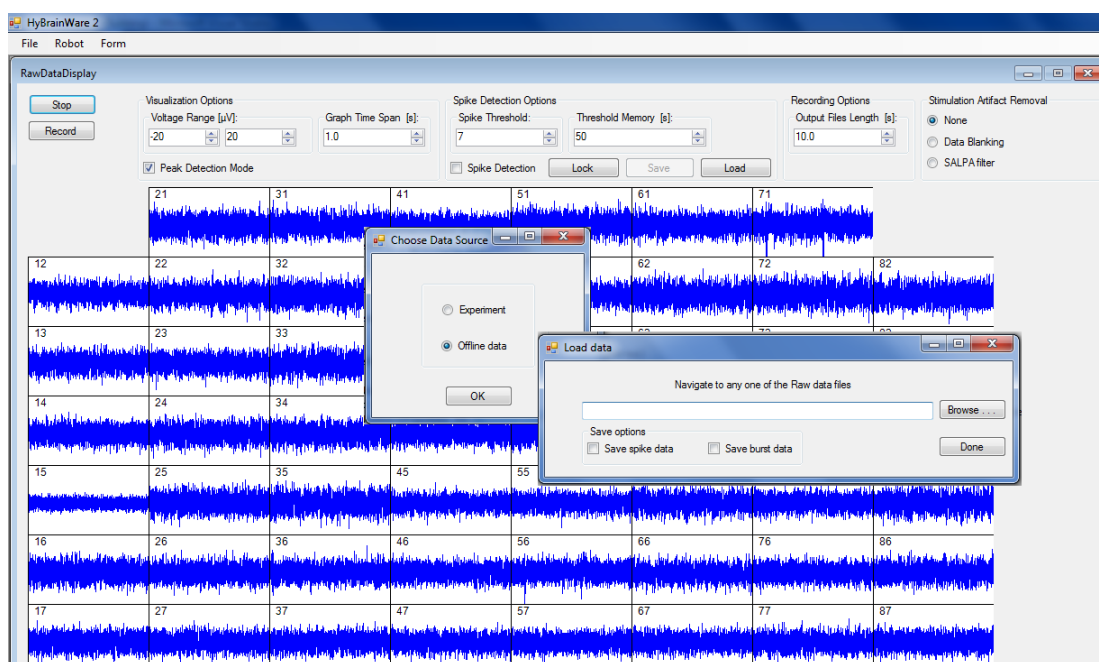 HyBrainWare 2
File Robot Form
RawDataDisplay
Stop
Record
Visualization Options
Voltage Range [µV]:
Graph Time Span [s]:
-20
20
1.0
Peak Detection Mode
Spike Detection Options
Spike Threshold:
Threshold Memory [s]:
7
50
Spike Detection
Lock
Save
Load
Recording Options
Output Files Length [s]:
10.0
Stimulation Artifact Removal
None
Data Blanking
SALPA filter
21 31 41 51 61 71
Choose Data Source
Experiment
Offline data
OK
12 22 32 62 72 82
13 23 33
Load data
Navigate to any one of the Raw data files
Browse . . .
Save options
Save spike data
Save burst data
Done
14 24 34
15 25 35 45 55
16 26 36 46 56 66 76 86
17 27 37 47 57 67 77 87